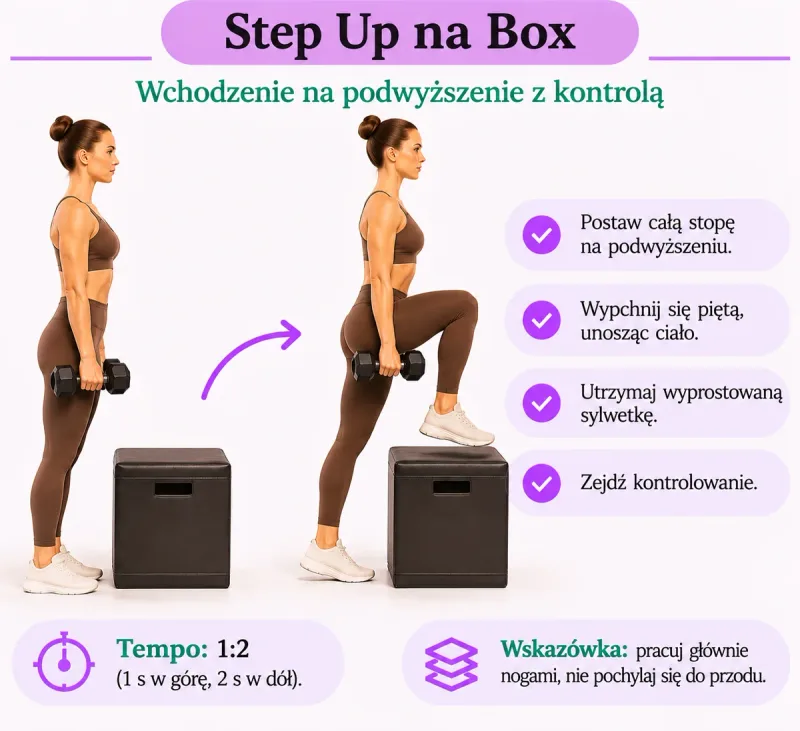 Step Up na Box
Wchodzenie na podwyższenie z kontrolą
Postaw całą stopę
na podwyższeniu.
Wypchnij się piętą,
unosząc ciało.
Utrzymaj wyprostowaną
sylwetkę.
Zejdź kontrolowanie.
Tempo: 1:2
(1 s w górę, 2 s w dół).
Wskazówka: pracuj głównie
nogami, nie pochylaj się do przodu.